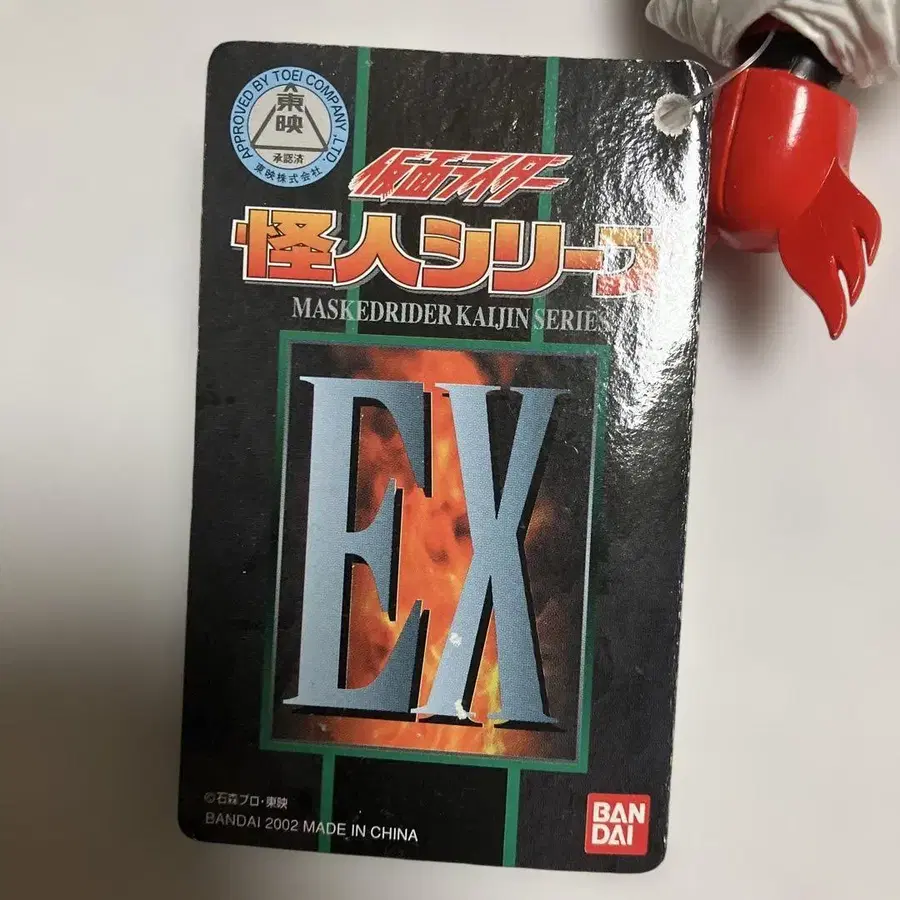 APPROVED BY TOEI COMPANY,LTD.
東映
承認済
東映株式会社
仮面ライダー
怪人シリーズ
MASKEDRIDER KAIJIN SERIES
EX
©石森プロ・東映
BANDAI 2002 MADE IN CHINA
BAN
DAI